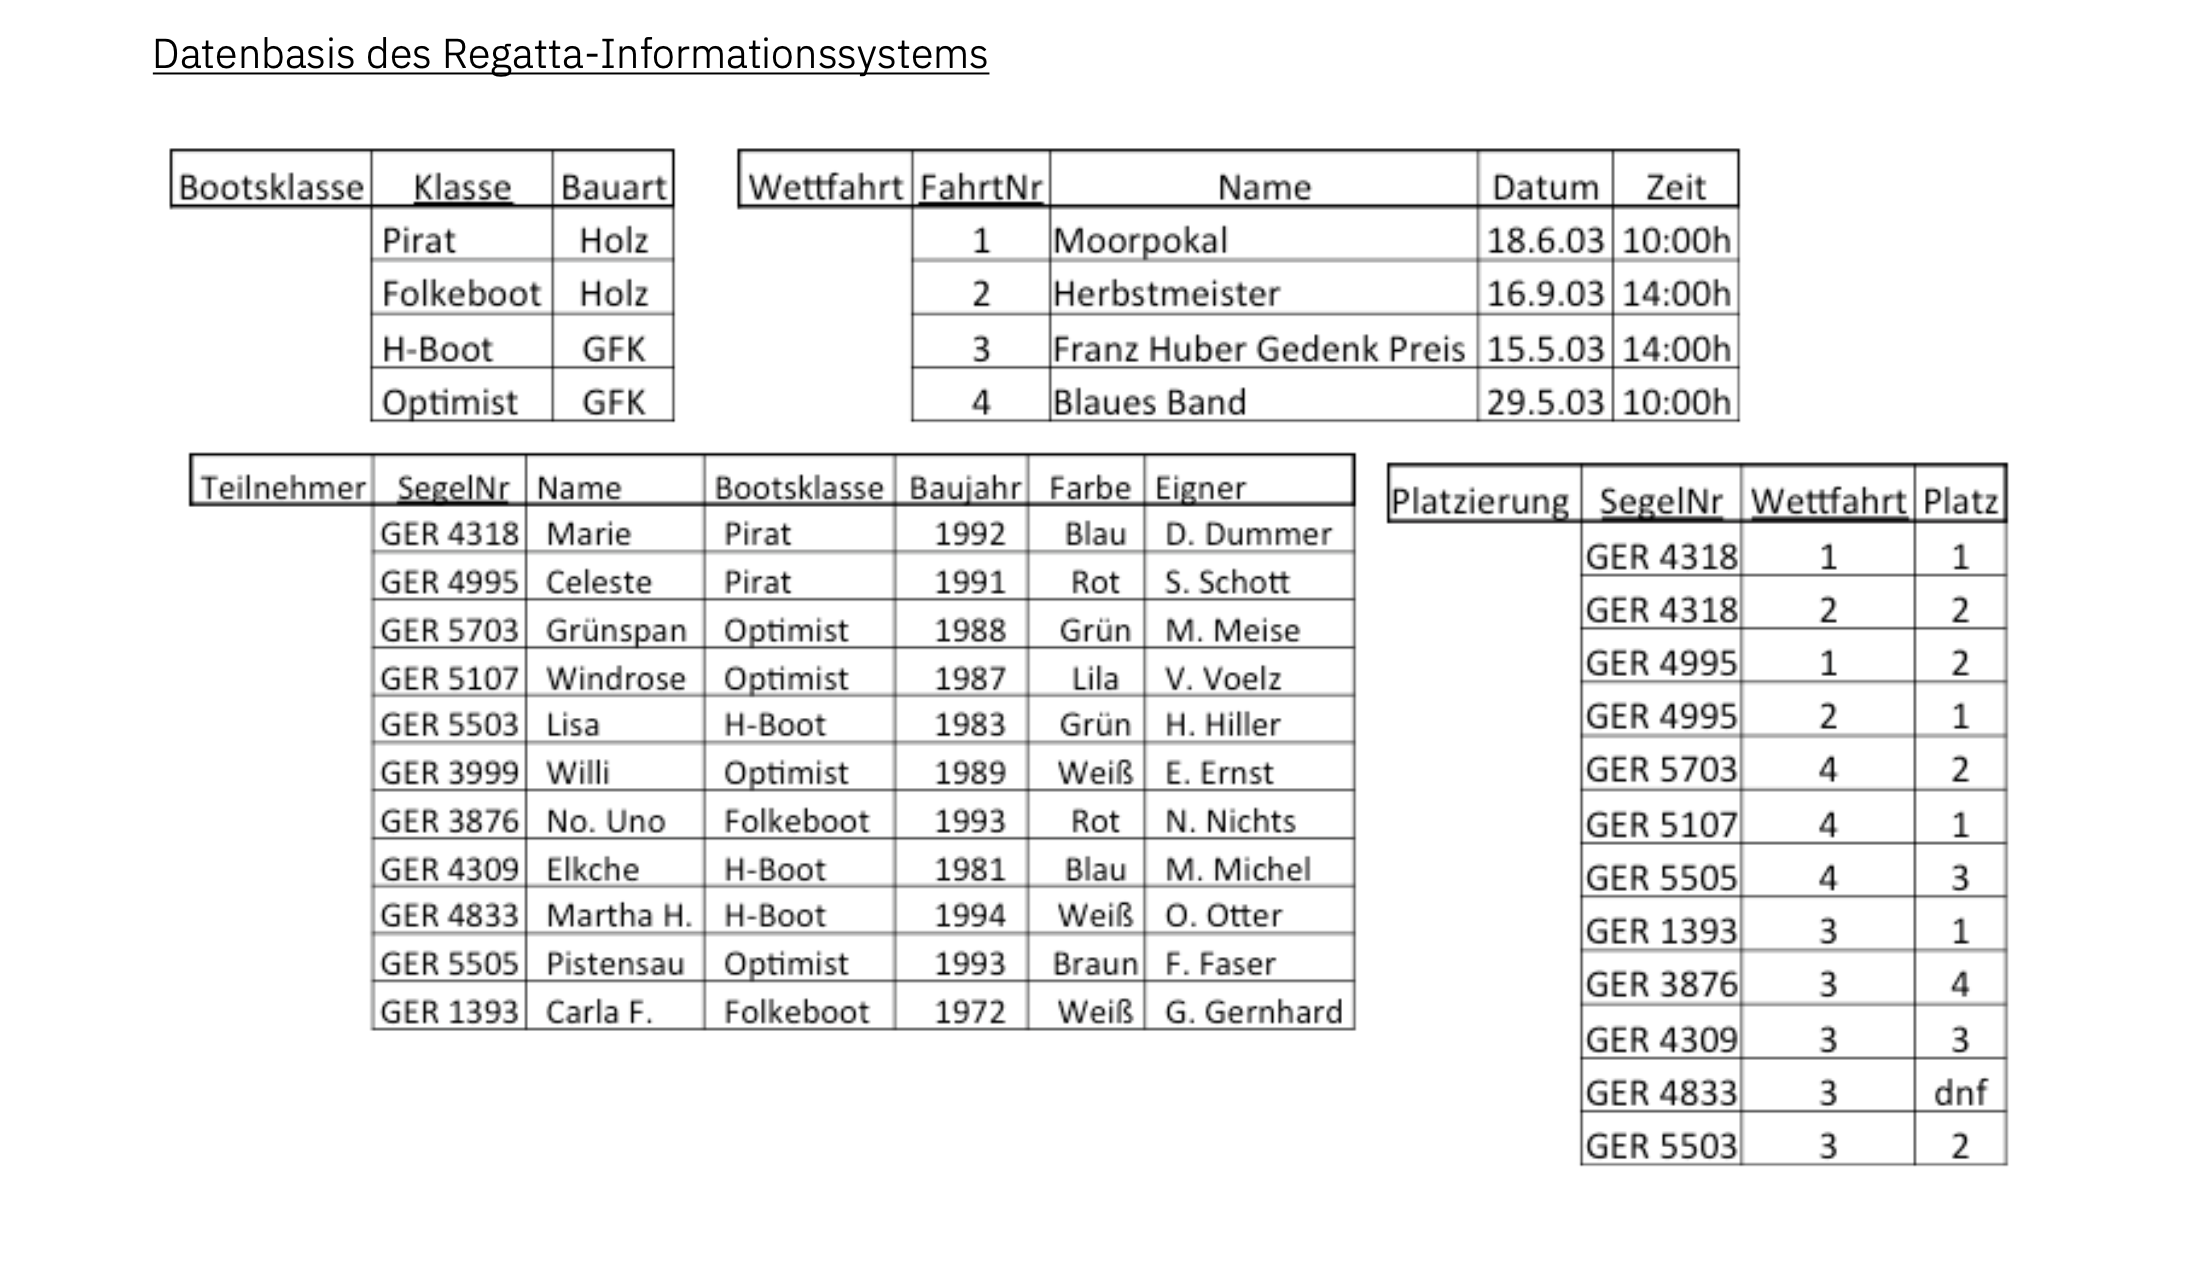 Datenbasis des Regatta-Informationssystems
Bootsklasse Klasse Bauart
Pirat Holz
Folkeboot Holz
H-Boot GFK
Optimist GFK
Wettfahrt FahrtNr Name Datum Zeit
1 Moorpokal 18.6.03 10:00h
2 Herbstmeister 16.9.03 14:00h
3 Franz Huber Gedenk Preis 15.5.03 14:00h
4 Blaues Band 29.5.03 10:00h
Teilnehmer SegelNr Name Bootsklasse Baujahr Farbe Eigner
GER 4318 Marie Pirat 1992 Blau D. Dummer
GER 4995 Celeste Pirat 1991 Rot S. Schott
GER 5703 Grünspan Optimist 1988 Grün M. Meise
GER 5107 Windrose Optimist 1987 Lila V. Voelz
GER 5503 Lisa H-Boot 1983 Grün H. Hiller
GER 3999 Willi Optimist 1989 Weiß E. Ernst
GER 3876 No. Uno Folkeboot 1993 Rot N. Nichts
GER 4309 Elkche H-Boot 1981 Blau M. Michel
GER 4833 Martha H. H-Boot 1994 Weiß O. Otter
GER 5505 Pistensau Optimist 1993 Braun F. Faser
GER 1393 Carla F. Folkeboot 1972 Weiß G. Gernhard
Platzierung SegelNr Wettfahrt Platz
GER 4318 1 1
GER 4318 2 2
GER 4995 1 2
GER 4995 2 1
GER 5703 4 2
GER 5107 4 1
GER 5505 4 3
GER 1393 3 1
GER 3876 3 4
GER 4309 3 3
GER 4833 3 dnf
GER 5503 3 2